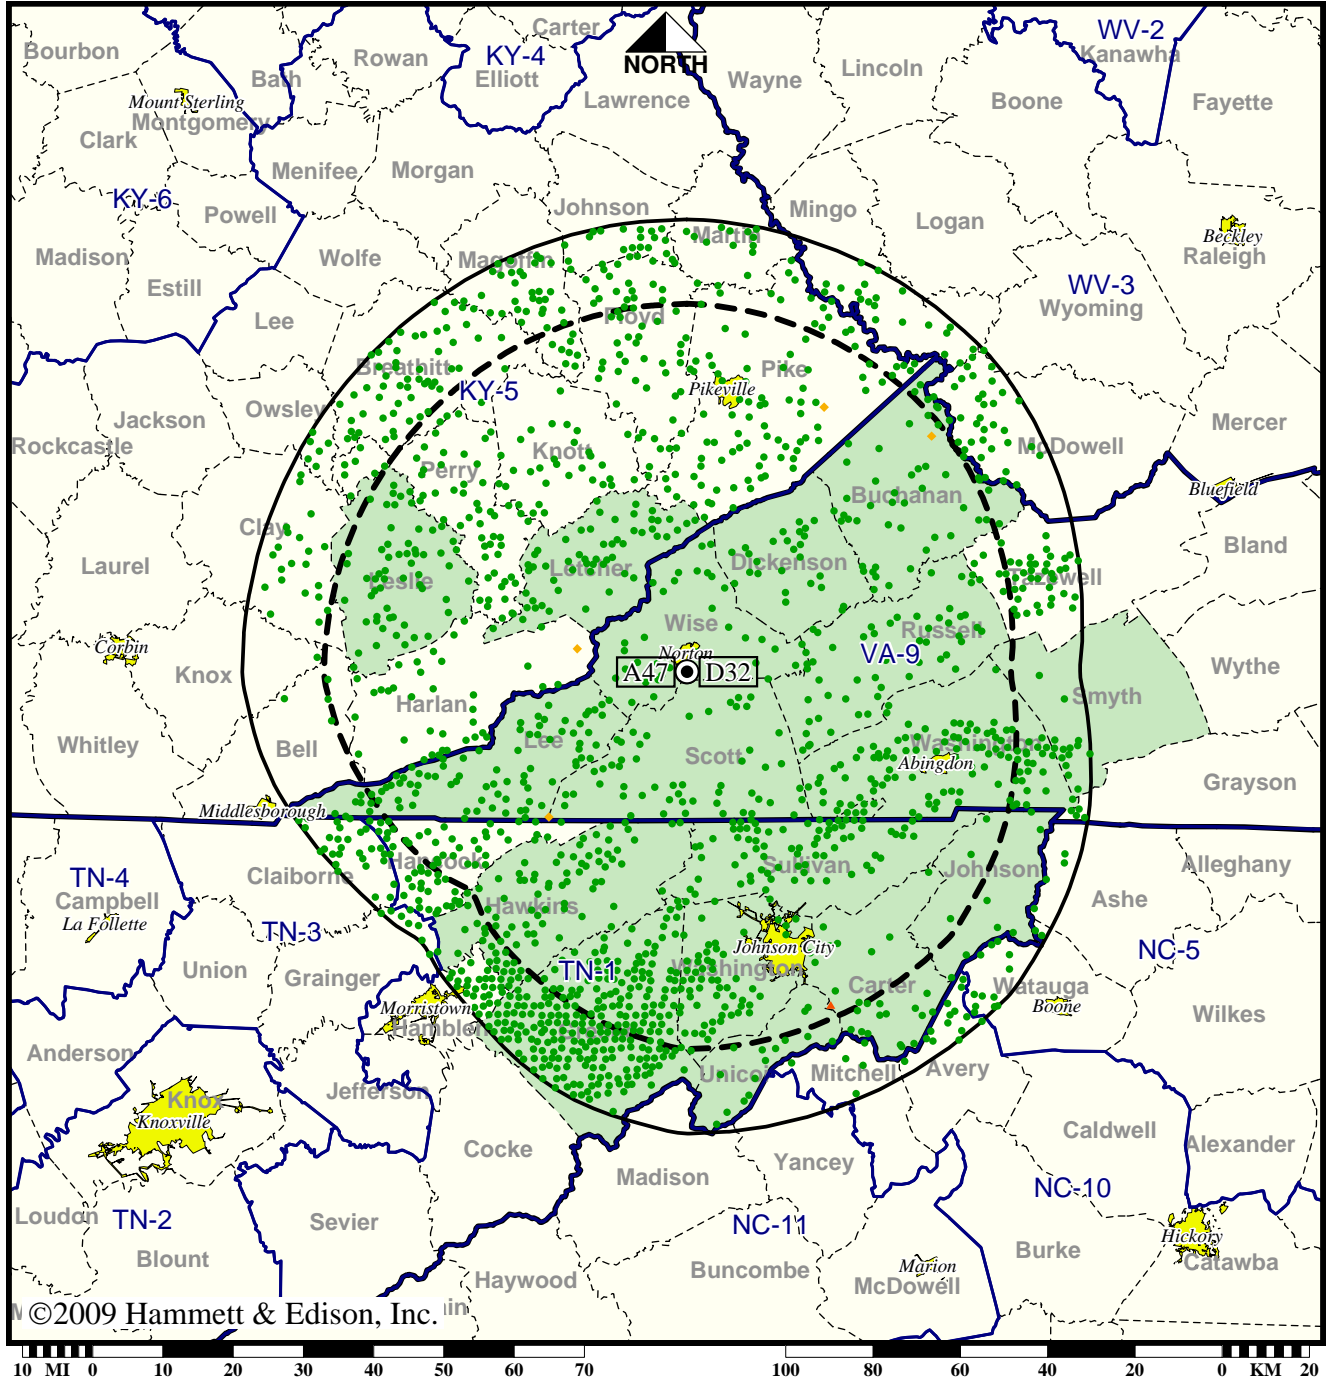 Carter
WV-2
Bourbon
Rowan
KY-4
Kanawha
NORTH
Lincoln
Bath
Elliott
Wayne
Mount Sterling
Lawrence
Boone
Fayette
Montgomery
Clark
Menifee
Morgan
KY-6
Powell
Johnson
Mingo
Logan
Martin
Beckley
Madison
Wolfe
Magoffin
Raleigh
Estill
WV-3
Wyoming
Lee
Floyd
Breathitt
Pike
KY-5
Pikeville
Owsley
Jackson
Mercer
Rockcastle
Knott
McDowell
Perry
Bluefield
Buchanan
Clay
Bland
Laurel
Letcher
Dickenson
Leslie
Tazewell
Wise
Russell
Corbin
Norton
VA-9
Wythe
Knox
A47
D32
Smyth
Harlan
Whitley
Bell
Lee
Scott
Washington
Abingdon
Grayson
Middlesborough
Hancock
Sullivan
Johnson
Alleghany
TN-4
Claiborne
Campbell
Ashe
Hawkins
La Follette
TN-3
Johnson City
NC-5
Union
Grainger
TN-1
Washington
Carter
Watauga
Morristown
Boone
Wilkes
Hamblen
Anderson
Unicoi
Mitchell
Avery
Jefferson
Knox
Knoxville
Caldwell
Alexander
Cocke
Yancey
Madison
NC-10
Loudon
TN-2
Sevier
NC-11
Hickory
Burke
Blount
Buncombe
Marion
Catawba
Haywood
McDowell
©2009 Hammett & Edison, Inc.
10 MI 0 10 20 30 40 50 60 70 100 80 60 40 20 0 KM 20